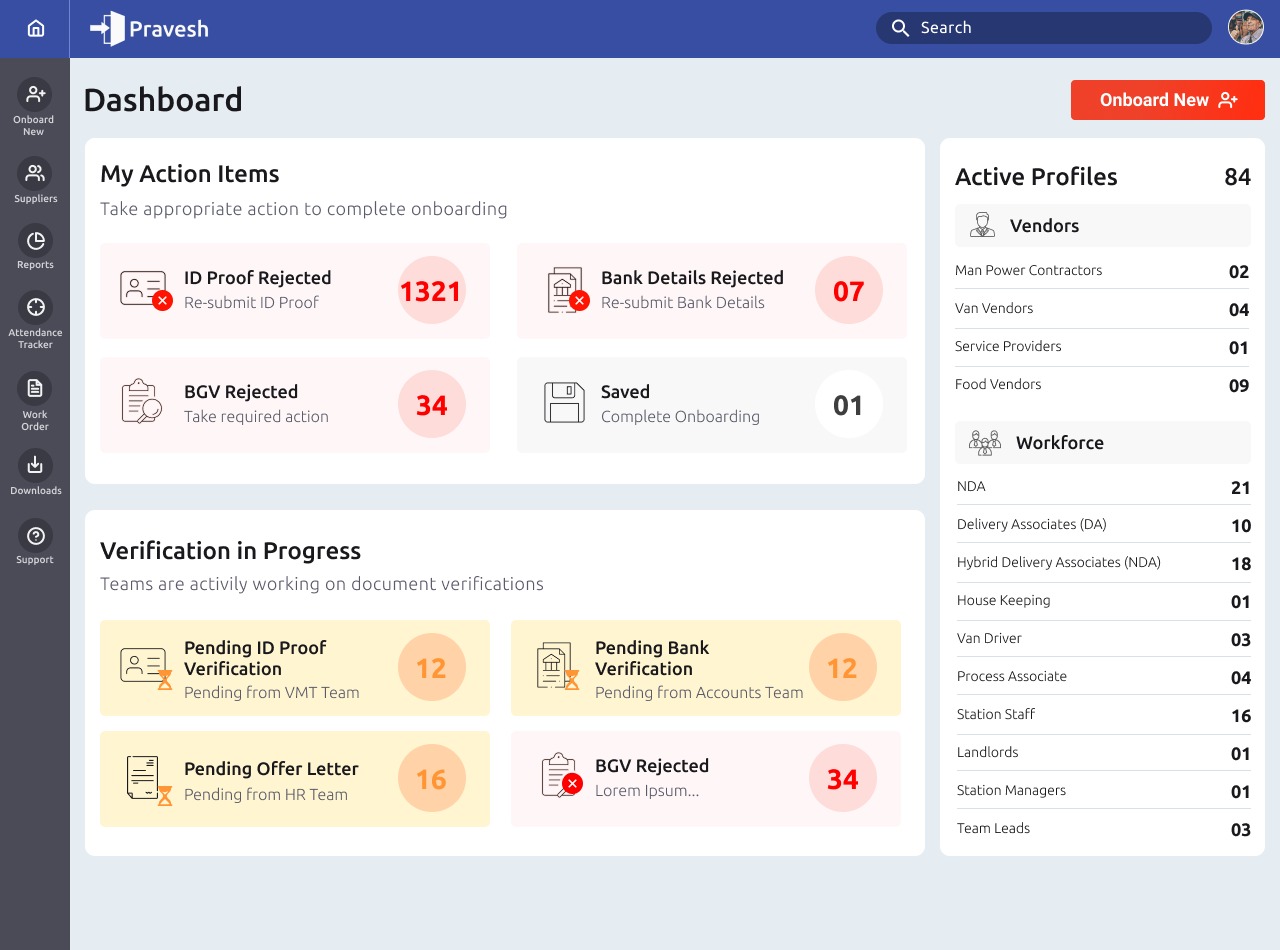 Pravesh
Search
Onboard
New
Suppliers
Reports
Attendance
Tracker
Work
Order
Downloads
Support
Dashboard
Onboard New
My Action Items
Take appropriate action to complete onboarding
ID Proof Rejected
Re-submit ID Proof
1321
Bank Details Rejected
Re-submit Bank Details
07
BGV Rejected
Take required action
34
Saved
Complete Onboarding
01
Verification in Progress
Teams are activily working on document verifications
Pending ID Proof
Verification
Pending from VMT Team
12
Pending Bank
Verification
Pending from Accounts Team
12
Pending Offer Letter
Pending from HR Team
16
BGV Rejected
Lorem Ipsum...
34
Active Profiles 84
Vendors
Man Power Contractors 02
Van Vendors 04
Service Providers 01
Food Vendors 09
Workforce
NDA 21
Delivery Associates (DA) 10
Hybrid Delivery Associates (NDA) 18
House Keeping 01
Van Driver 03
Process Associate 04
Station Staff 16
Landlords 01
Station Managers 01
Team Leads 03